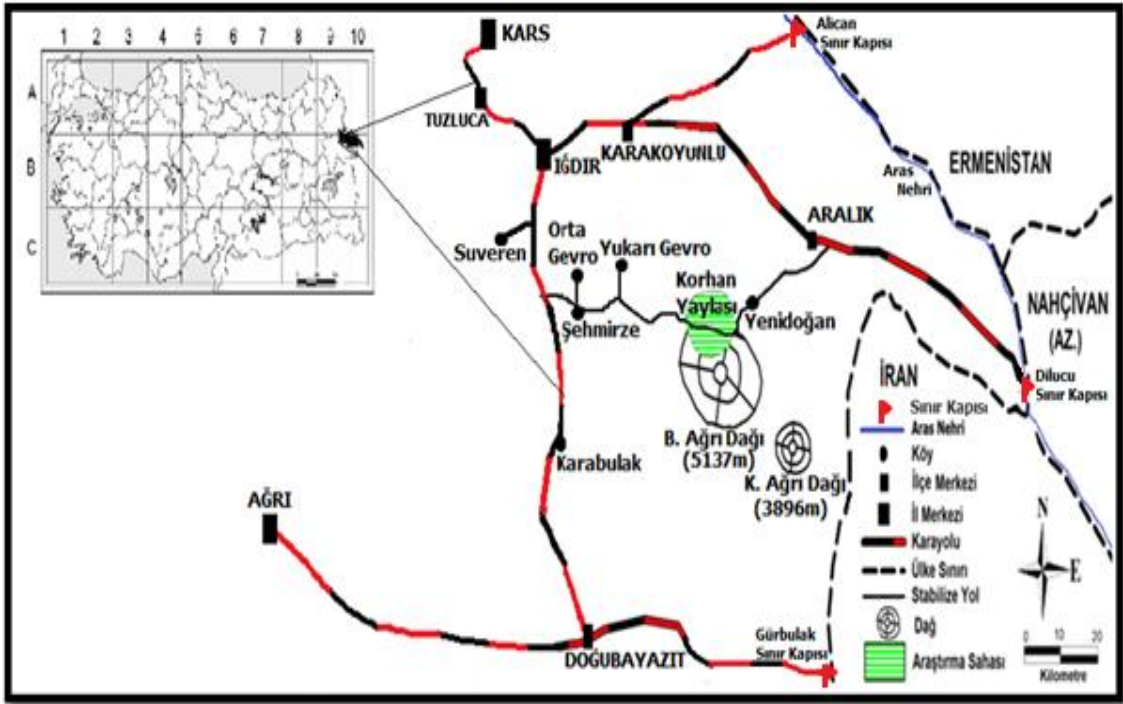 1 2 3 4 5 6 7 8 9 10
A
B
C
KARS
TUZLUCA
IĞDIR
KARAKOYUNLU
Alican
Sınır Kapısı
Aras
Nehri
ERMENİSTAN
ARALIK
Suveren
Orta
Gevro
Yukarı Gevro
Korhan
Yaylası
Şehmirze
Yenidoğan
NAHÇİVAN
(AZ.)
Dilucu
Sınır Kapısı
B. Ağrı Dağı
(5137m)
K. Ağrı Dağı
(3896m)
Karabulak
AĞRI
DOĞUBAYAZIT
Gürbulak
Sınır Kapısı
İRAN
Sınır Kapısı
Aras Nehri
Köy
İlçe Merkezi
İl Merkezi
Karayolu
Ülke Sınırı
Stabilize Yol
Dağ
Araştırma Sahası
N
E
0 10 20
Kilometre